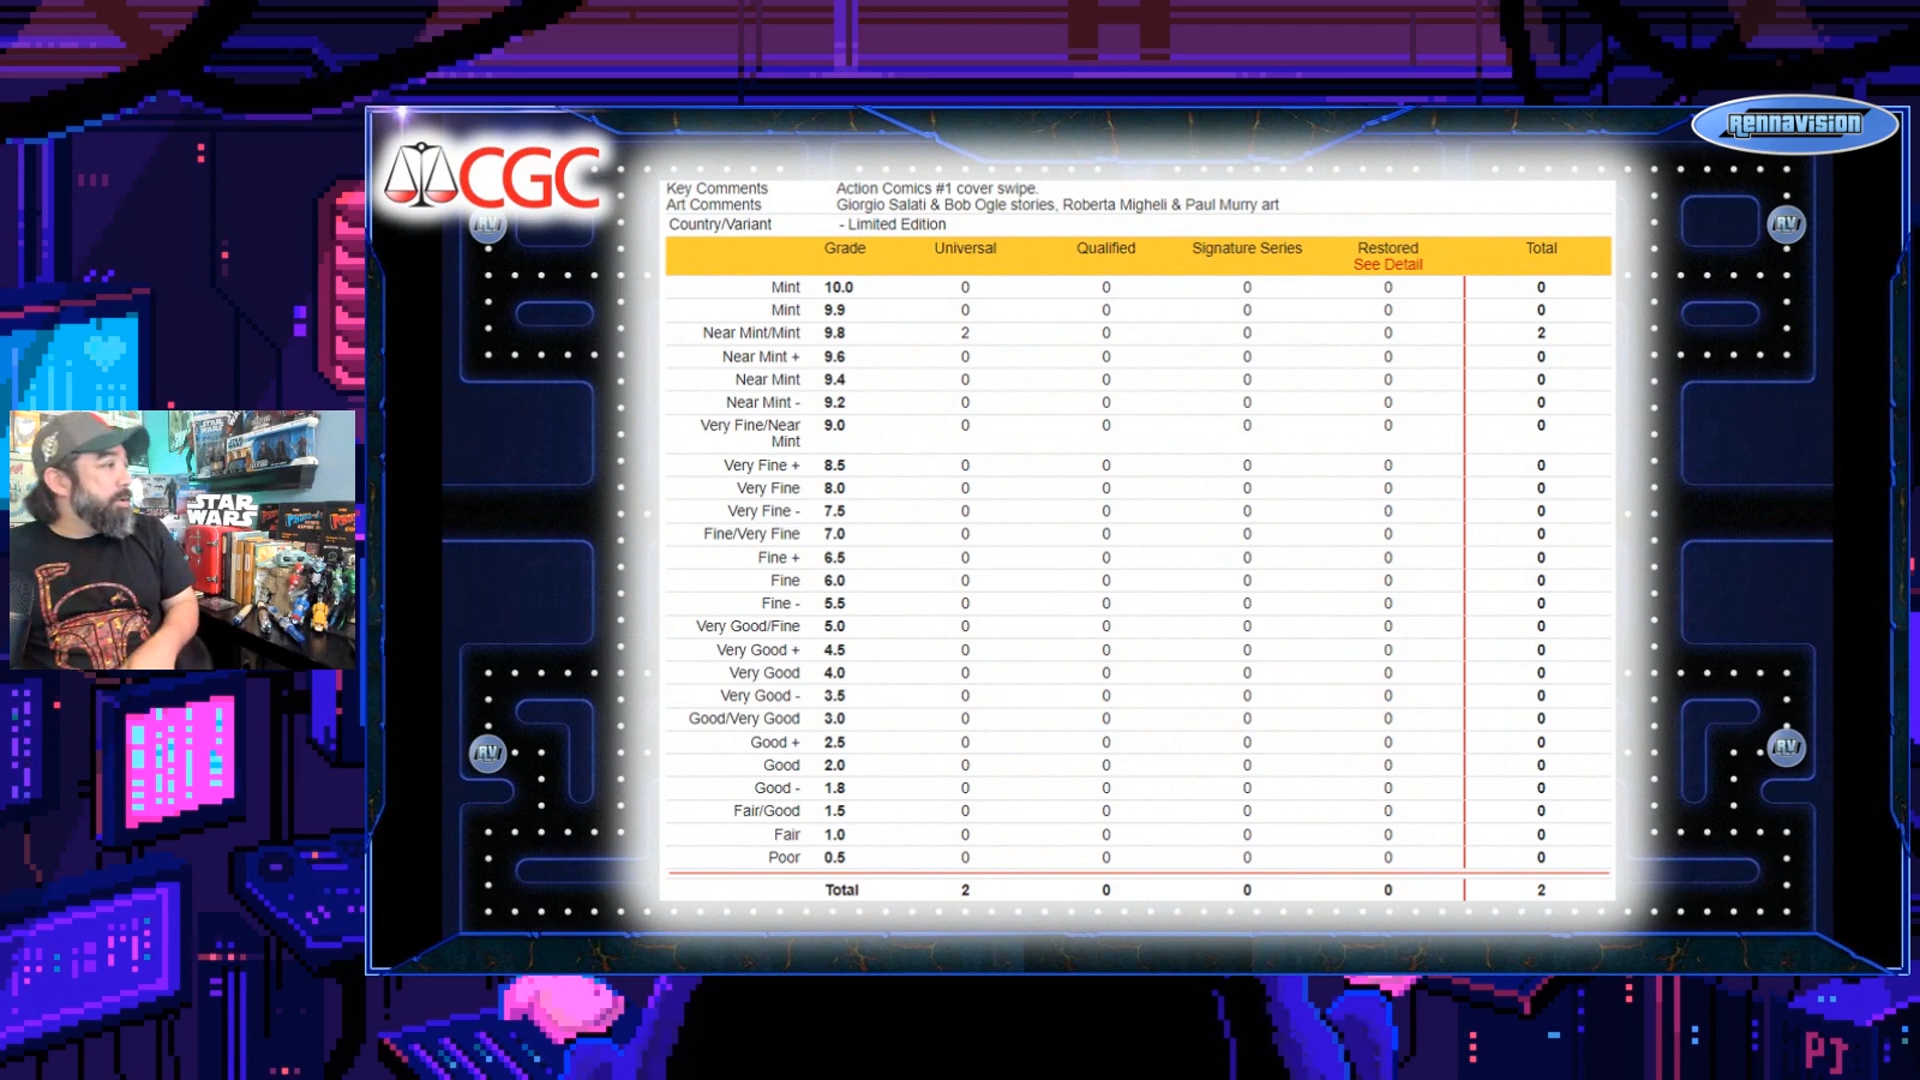 RennaVision
CGC
Key Comments Action Comics #1 cover swipe.
Art Comments Giorgio Salati & Bob Ogle stories, Roberta Migheli & Paul Murry art
Country/Variant - Limited Edition
Grade Universal Qualified Signature Series Restored Total
See Detail
Mint 10.0 0 0 0 0 0
Mint 9.9 0 0 0 0 0
Near Mint/Mint 9.8 2 0 0 0 2
Near Mint + 9.6 0 0 0 0 0
Near Mint 9.4 0 0 0 0 0
Near Mint - 9.2 0 0 0 0 0
Very Fine/Near 9.0 0 0 0 0 0
Mint
Very Fine + 8.5 0 0 0 0 0
Very Fine 8.0 0 0 0 0 0
Very Fine - 7.5 0 0 0 0 0
Fine/Very Fine 7.0 0 0 0 0 0
Fine + 6.5 0 0 0 0 0
Fine 6.0 0 0 0 0 0
Fine - 5.5 0 0 0 0 0
Very Good/Fine 5.0 0 0 0 0 0
Very Good + 4.5 0 0 0 0 0
Very Good 4.0 0 0 0 0 0
Very Good - 3.5 0 0 0 0 0
Good/Very Good 3.0 0 0 0 0 0
Good + 2.5 0 0 0 0 0
Good 2.0 0 0 0 0 0
Good - 1.8 0 0 0 0 0
Fair/Good 1.5 0 0 0 0 0
Fair 1.0 0 0 0 0 0
Poor 0.5 0 0 0 0 0
Total 2 0 0 0 2
RV
RV
RV
RV
STAR
WARS
STAR
WARS
PJ